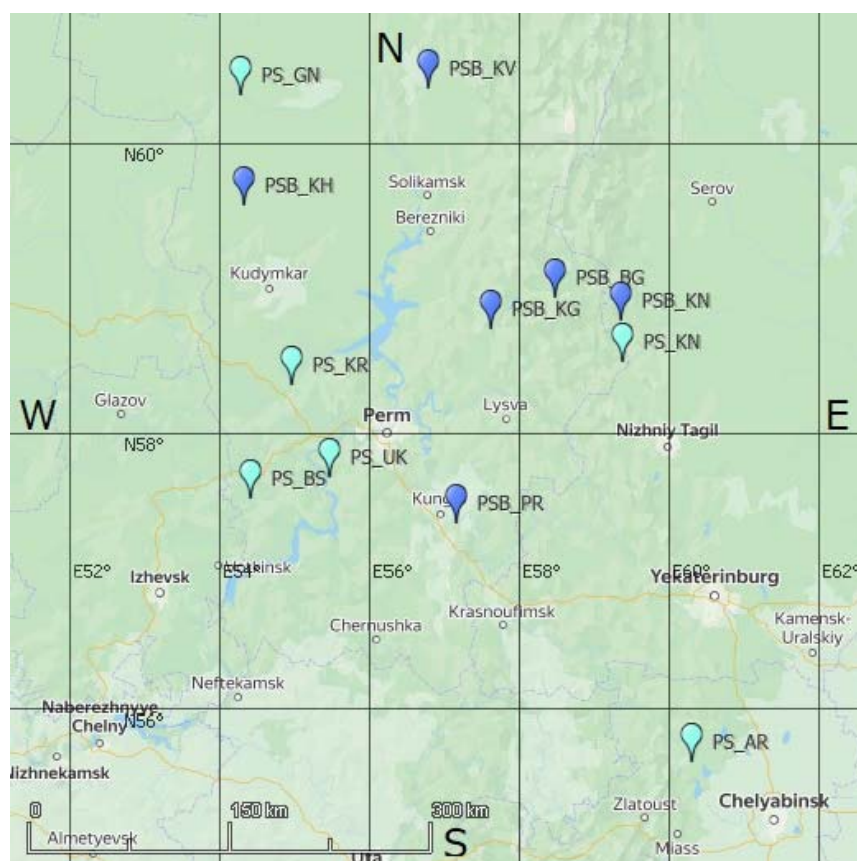 N
PS_GN
PSB_KV
N60°
PSB_KH
Solikamsk
Serov
Berezniki
Kudymkar
PSB_BG
PSB_KG
PSB_KN
PS_KN
PS_KR
Glazov
Lysva
W
Perm
E
N58°
Nizhniy Tagil
PS_UK
PS_BS
PSB_PR
E52°
E54°
E56°
E58°
E60°
E62°
Izhevsk
Yekaterinburg
Krasnoufimsk
Kamensk-
Uralskiy
Chernushka
Neftekamsk
Naberezhnyye
Chelny
N56°
PS_AR
Nizhnekamsk
0
150 km
300 km
Zlatoust
Chelyabinsk
Almetyevsk
S
Miass